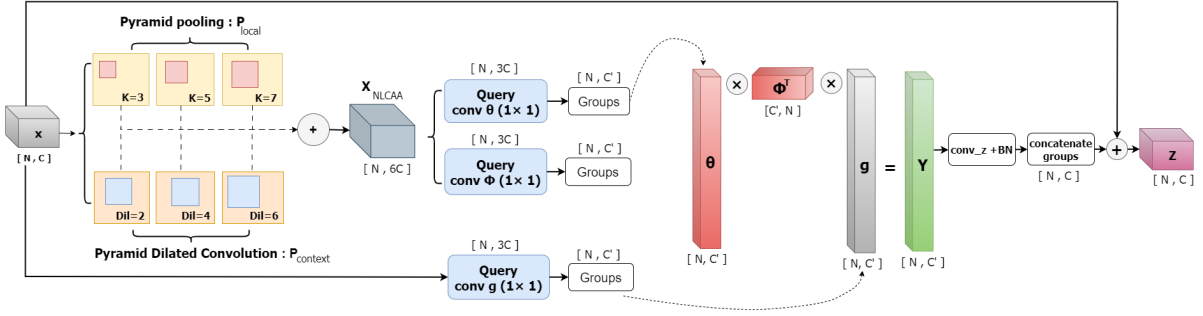 Pyramid pooling : P_local
K=3
K=5
K=7
x
[ N, C ]
+
Dil=2
Dil=4
Dil=6
Pyramid Dilated Convolution : P_context
X_NLCAA
[ N , 6C ]
[ N , 3C ]
Query
conv θ (1× 1)
[ N , C' ]
Groups
[ N , 3C ]
Query
conv Φ (1× 1)
[ N, C' ]
Groups
[ N , 3C ]
Query
conv g (1× 1)
[ N , C' ]
Groups
θ
[ N, C' ]
×
Φ^T
[C', N ]
×
g
[ N, C' ]
=
Y
[ N, C' ]
conv_z +BN
concatenate
groups
[ N , C ]
+
Z
[ N, C ]